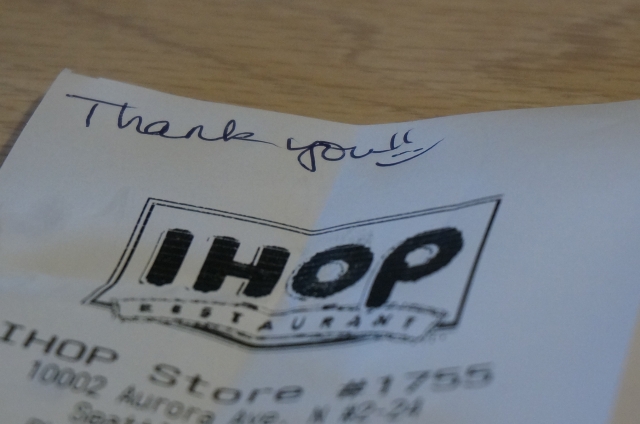 Thank you!!
IHOP
RESTAURANT
IHOP Store #1755
10002 Aurora Ave. N #2-24